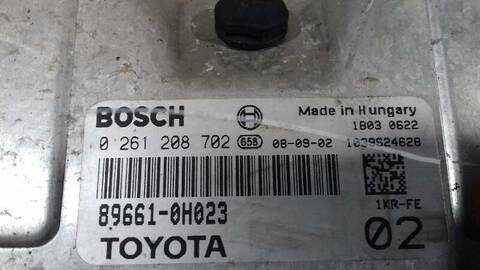 BOSCH
Made in Hungary
1803 0622
0 261 208 702 658 08-09-02 1039S24628
89661-0H023
1KR-FE
TOYOTA
02